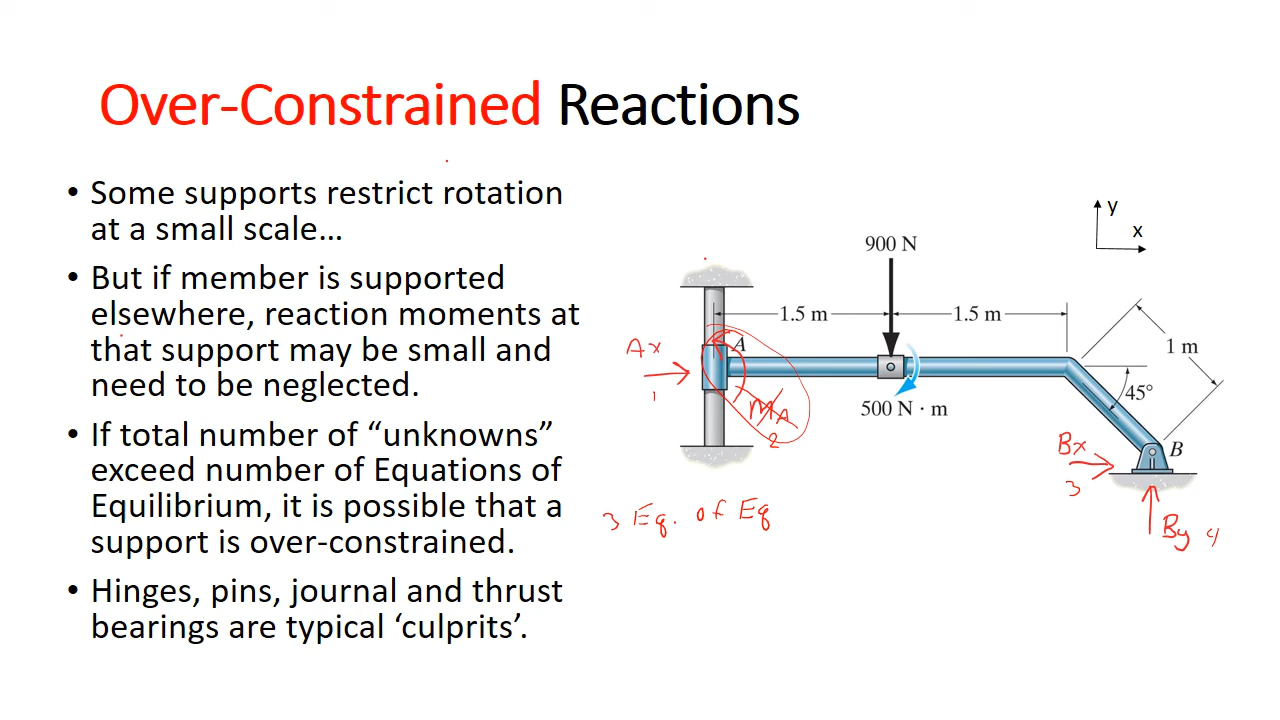 Over-Constrained Reactions
• Some supports restrict rotation
at a small scale…
• But if member is supported
elsewhere, reaction moments at
that support may be small and
need to be neglected.
• If total number of “unknowns”
exceed number of Equations of
Equilibrium, it is possible that a
support is over-constrained.
• Hinges, pins, journal and thrust
bearings are typical ‘culprits’.
y
x
900 N
1.5 m
1.5 m
A
Ax
1
1 m
45°
500 N · m
MA
2
B
Bx
3
By 4
3 Eq. of Eq